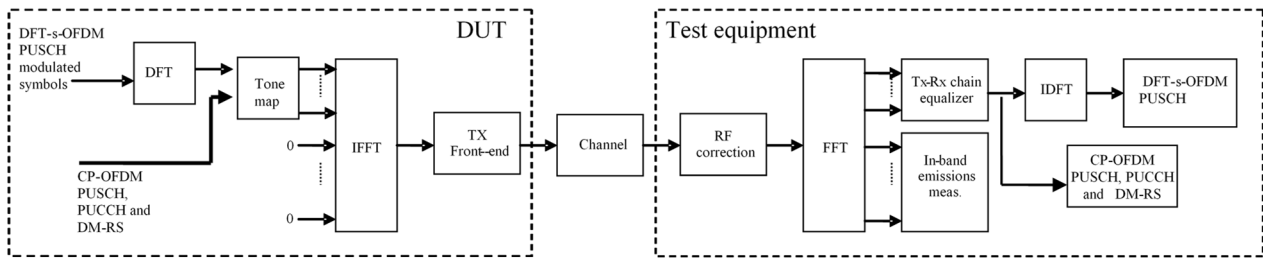 DUT
DFT-s-OFDM
PUSCH
modulated
symbols
DFT
Tone
map
CP-OFDM
PUSCH,
PUCCH and
DM-RS
0
0
IFFT
TX
Front-end
Channel
Test equipment
RF
correction
FFT
Tx-Rx chain
equalizer
In-band
emissions
meas.
IDFT
DFT-s-OFDM
PUSCH
CP-OFDM
PUSCH, PUCCH
and DM-RS